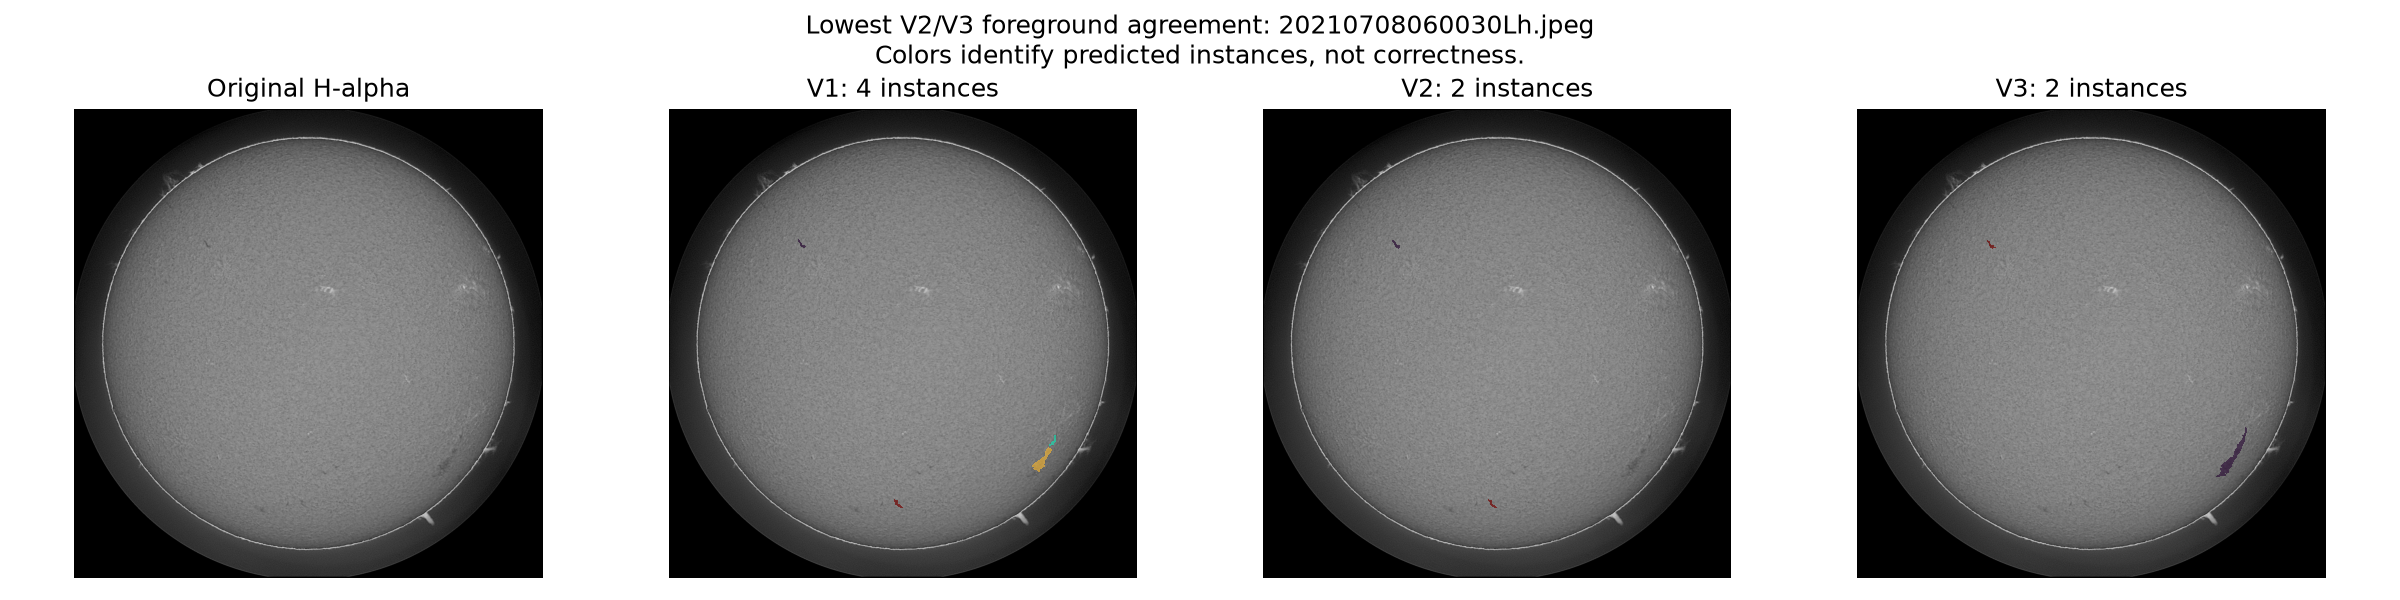 Lowest V2/V3 foreground agreement: 20210708060030Lh.jpeg
Colors identify predicted instances, not correctness.
Original H-alpha
V1: 4 instances
V2: 2 instances
V3: 2 instances